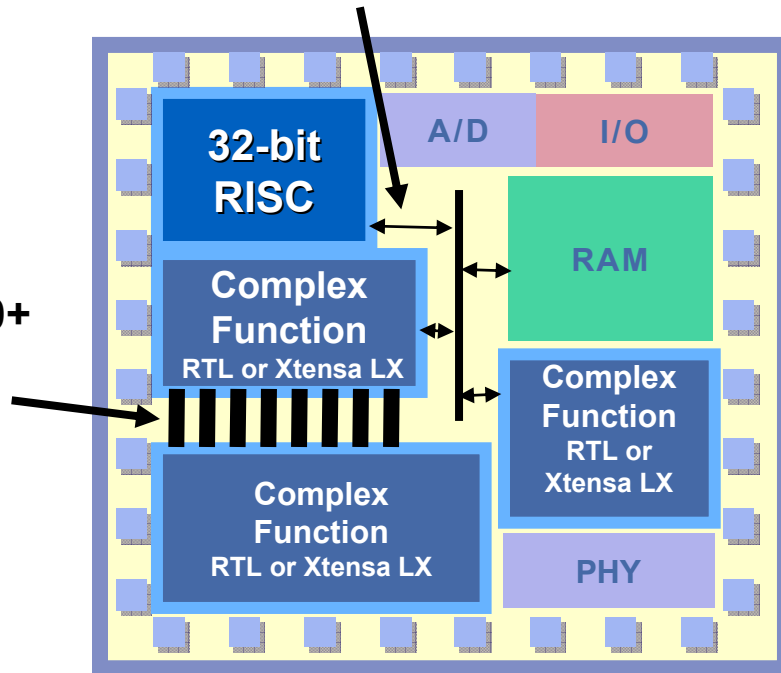 32-bit
RISC
A/D
I/O
RAM
Complex
Function
RTL or Xtensa LX
Complex
Function
RTL or
Xtensa LX
Complex
Function
RTL or Xtensa LX
PHY